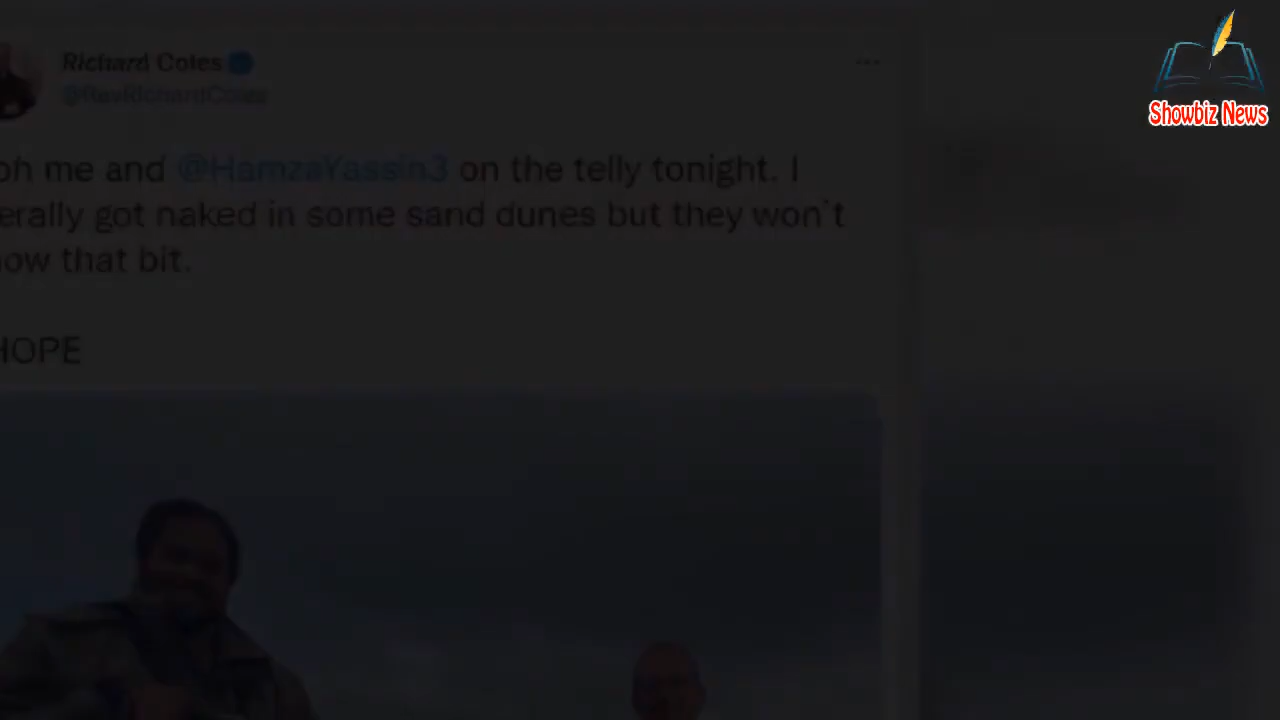 Richard Coles
@RevRichardColes
oh me and @HamzaYassin3 on the telly tonight. I
erally got naked in some sand dunes but they won't
ow that bit.
HOPE
Showbiz News